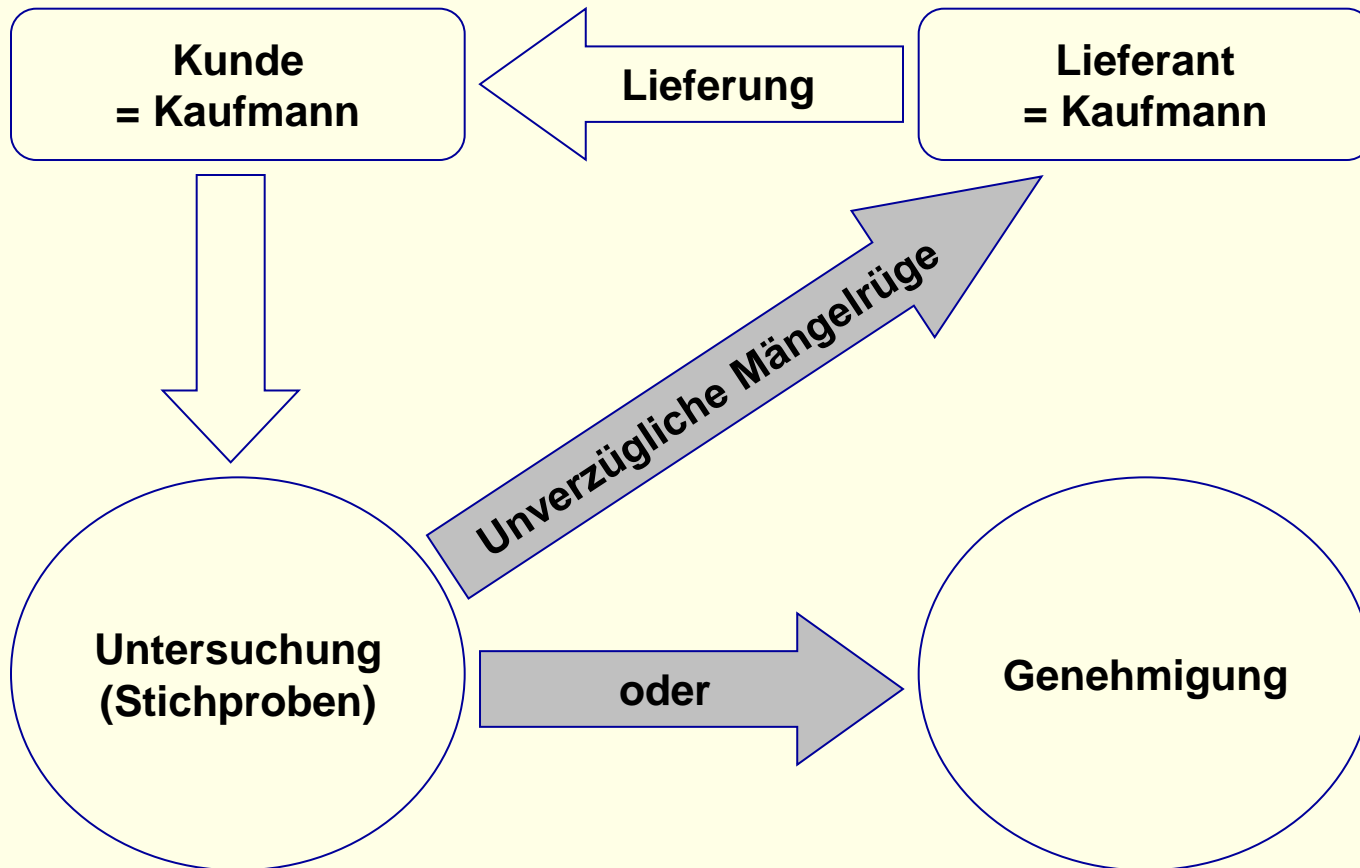 Kunde
= Kaufmann
Lieferung
Lieferant
= Kaufmann
Unverzügliche Mängelrüge
Untersuchung
(Stichproben)
oder
Genehmigung